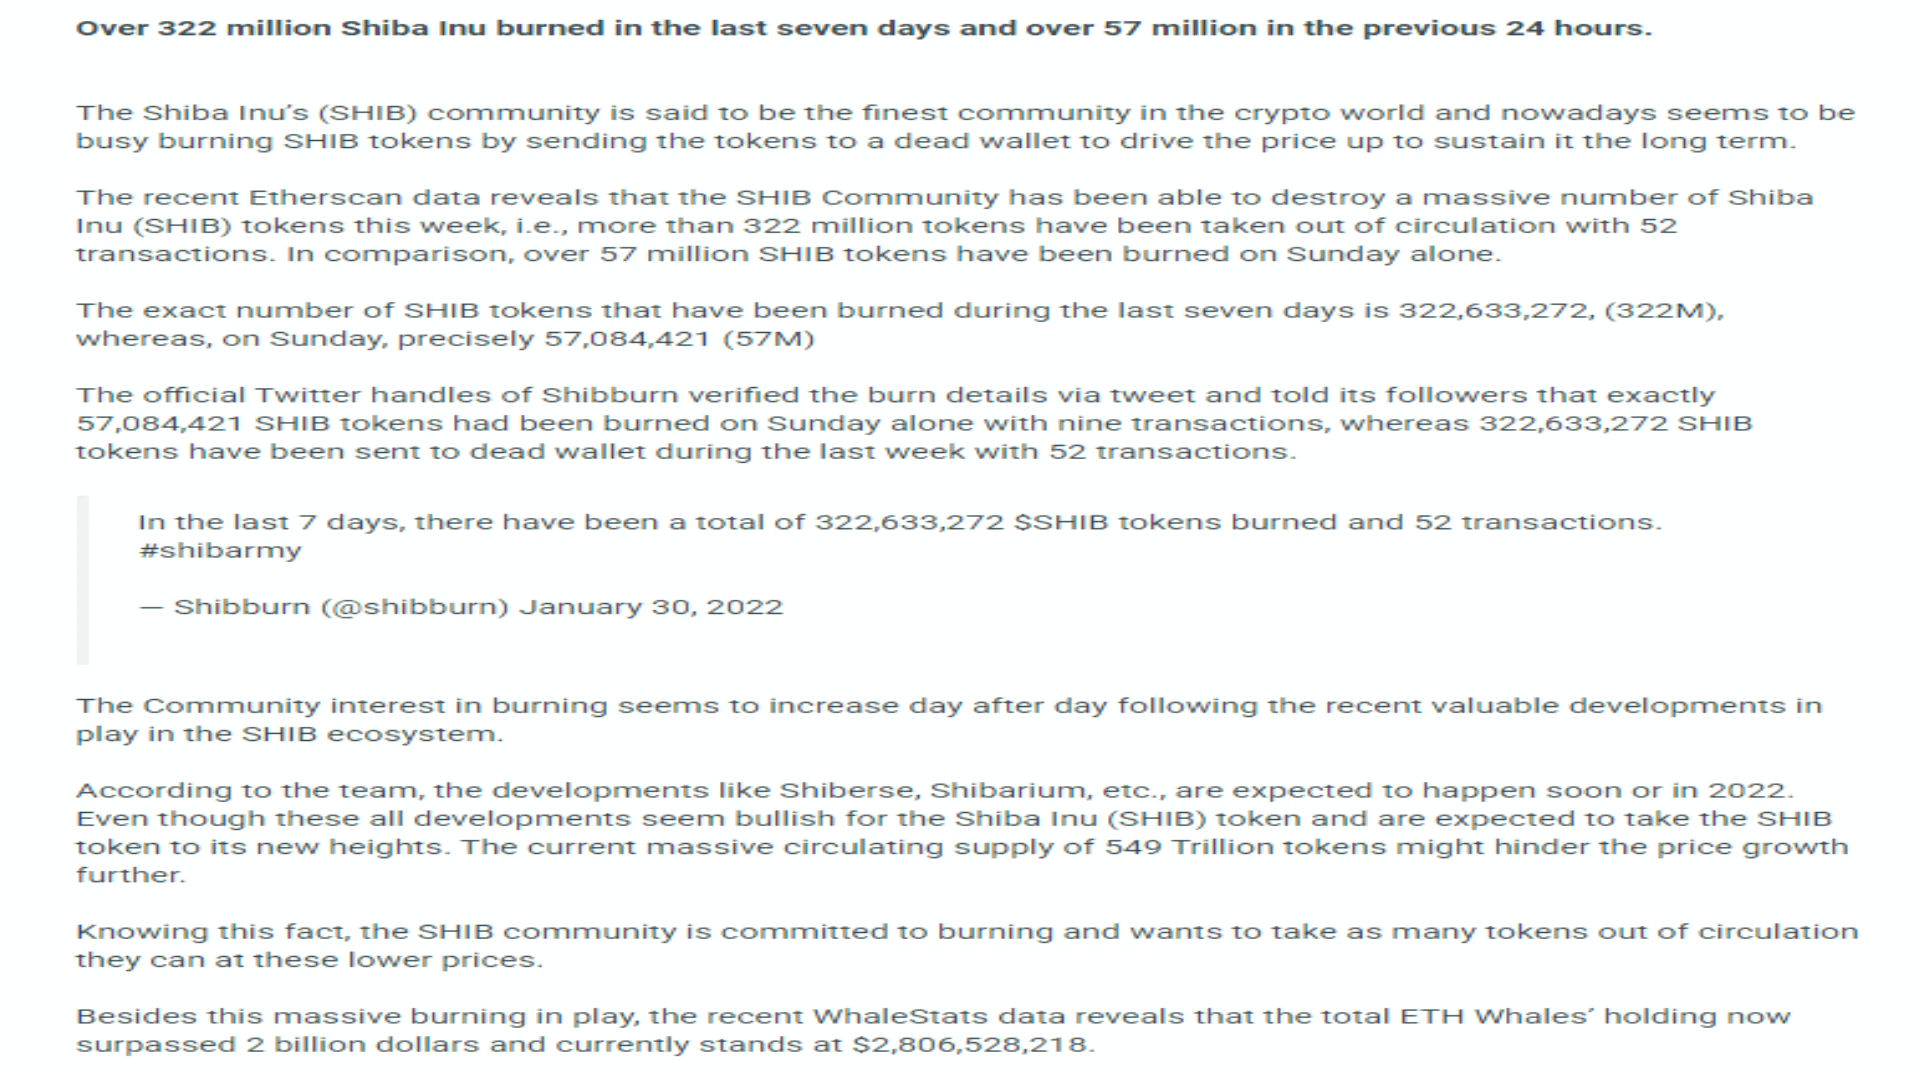 Over 322 million Shiba Inu burned in the last seven days and over 57 million in the previous 24 hours.
The Shiba Inu's (SHIB) community is said to be the finest community in the crypto world and nowadays seems to be
busy burning SHIB tokens by sending the tokens to a dead wallet to drive the price up to sustain it the long term.
The recent Etherscan data reveals that the SHIB Community has been able to destroy a massive number of Shiba
Inu (SHIB) tokens this week, i.e., more than 322 million tokens have been taken out of circulation with 52
transactions. In comparison, over 57 million SHIB tokens have been burned on Sunday alone.
The exact number of SHIB tokens that have been burned during the last seven days is 322,633,272, (322M),
whereas, on Sunday, precisely 57,084,421 (57M)
The official Twitter handles of Shibburn verified the burn details via tweet and told its followers that exactly
57,084,421 SHIB tokens had been burned on Sunday alone with nine transactions, whereas 322,633,272 SHIB
tokens have been sent to dead wallet during the last week with 52 transactions.
In the last 7 days, there have been a total of 322,633,272 $SHIB tokens burned and 52 transactions.
#shibarmy
— Shibburn (@shibburn) January 30, 2022
The Community interest in burning seems to increase day after day following the recent valuable developments in
play in the SHIB ecosystem.
According to the team, the developments like Shiberse, Shibarium, etc., are expected to happen soon or in 2022.
Even though these all developments seem bullish for the Shiba Inu (SHIB) token and are expected to take the SHIB
token to its new heights. The current massive circulating supply of 549 Trillion tokens might hinder the price growth
further.
Knowing this fact, the SHIB community is committed to burning and wants to take as many tokens out of circulation
they can at these lower prices.
Besides this massive burning in play, the recent WhaleStats data reveals that the total ETH Whales' holding now
surpassed 2 billion dollars and currently stands at $2,806,528,218.